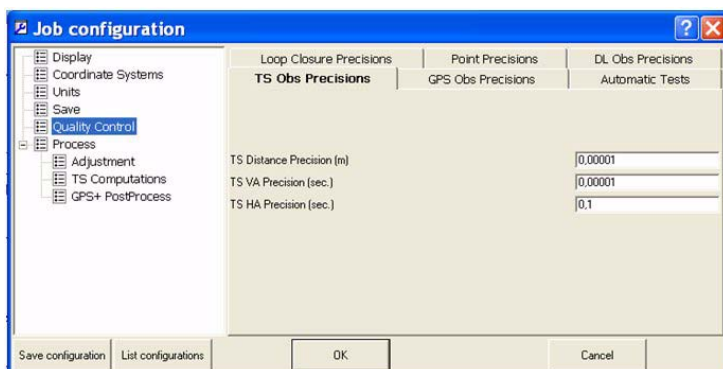 Job configuration
Display
Coordinate Systems
Units
Save
Quality Control
Process
Adjustment
TS Computations
GPS+ PostProcess
Loop Closure Precisions
Point Precisions
DL Obs Precisions
TS Obs Precisions
GPS Obs Precisions
Automatic Tests
TS Distance Precision (m)
0,00001
TS VA Precision (sec.)
0,00001
TS HA Precision (sec.)
0,1
Save configuration
List configurations
OK
Cancel